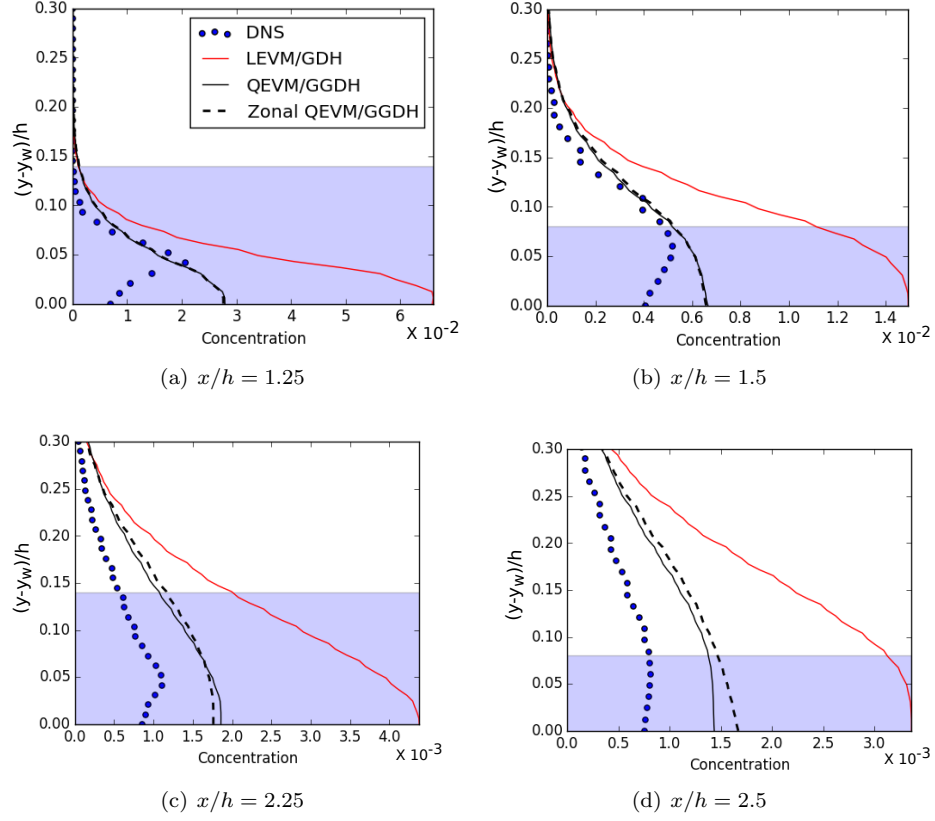 0.30
0.25
0.20
0.15
0.10
0.05
0.00
(y-y_w)/h
DNS
LEVM/GDH
QEVM/GGDH
Zonal QEVM/GGDH
0 1 2 3 4 5 6
Concentration
X 10^-2
(a) x/h = 1.25
0.30
0.25
0.20
0.15
0.10
0.05
0.00
(y-y_w)/h
0.0 0.2 0.4 0.6 0.8 1.0 1.2 1.4
Concentration
X 10^-2
(b) x/h = 1.5
0.30
0.25
0.20
0.15
0.10
0.05
0.00
(y-y_w)/h
0.0 0.5 1.0 1.5 2.0 2.5 3.0 3.5 4.0
Concentration
X 10^-3
(c) x/h = 2.25
0.30
0.25
0.20
0.15
0.10
0.05
0.00
(y-y_w)/h
0.0 0.5 1.0 1.5 2.0 2.5 3.0
Concentration
X 10^-3
(d) x/h = 2.5